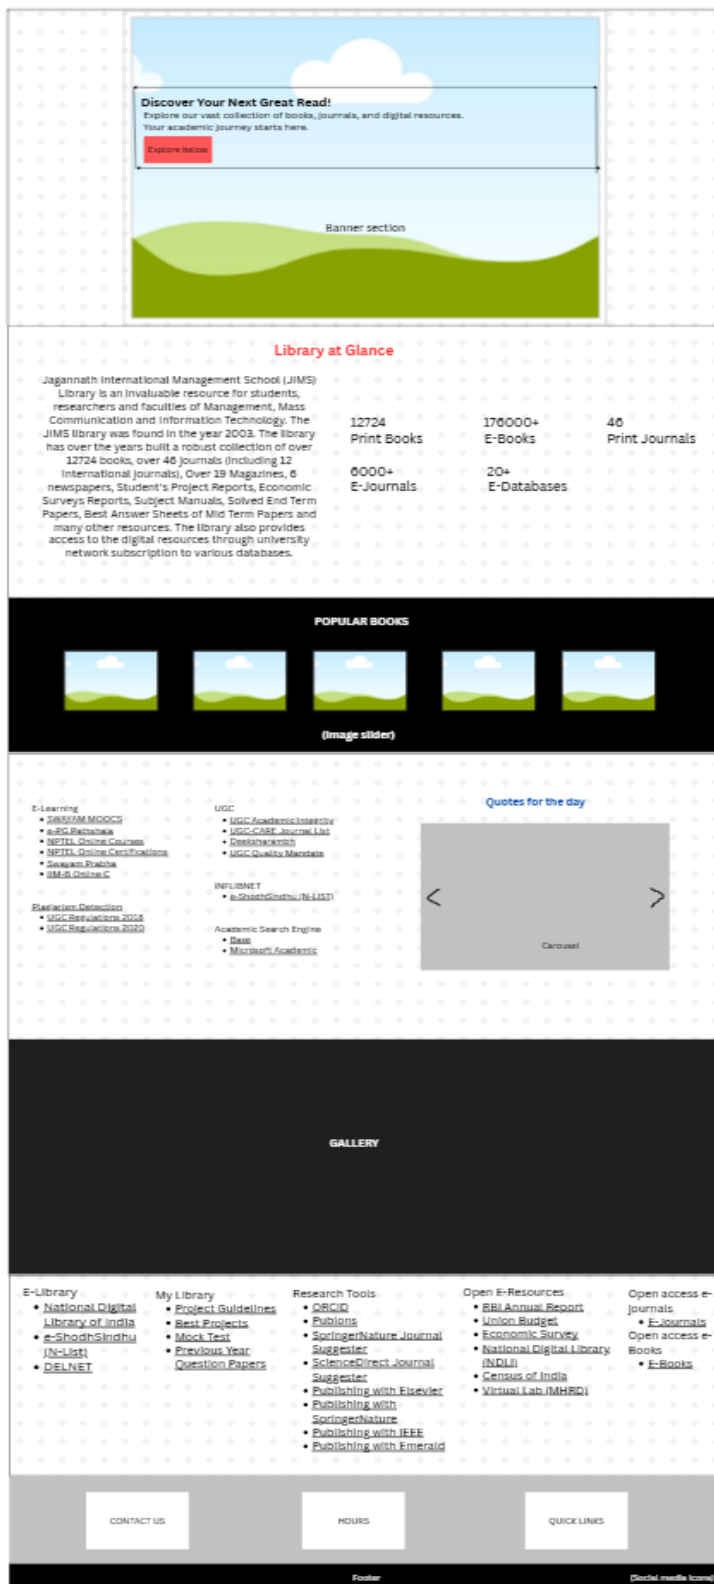 Discover Your Next Great Read!
Explore our vast collection of books, journals, and digital resources.
Your academic journey starts here.
Explore below
Banner section
Library at Glance
Jagannath International Management School (JIMS)
Library is an invaluable resource for students,
researchers and faculties of Management, Mass
Communication and Information Technology. The
JIMS library was found in the year 2003. The library
has over the years built a robust collection of over
12724 books, over 46 journals (including 12
international journals), Over 19 Magazines, 6
newspapers, Student's Project Reports, Economic
Surveys Reports, Subject Manuals, Solved End Term
Papers, Best Answer Sheets of Mid Term Papers and
many other resources. The library also provides
access to the digital resources through university
network subscription to various databases.
12724
Print Books
176000+
E-Books
46
Print Journals
6000+
E-Journals
20+
E-Databases
POPULAR BOOKS
(Image slider)
E-Learning
SWAYAM MOOCS
e-PG Pathshala
NPTEL Online Courses
NPTEL Online Certifications
Swayam Prabha
IIM-B Online C
Plagiarism Detection
UGC Regulations 2018
UGC Regulations 2020
UGC
UGC Academic Integrity
UGC-CARE Journal List
Deeksharambh
UGC Quality Mandate
INFLIBNET
e-ShodhSindhu (N-LIST)
Academic Search Engine
Base
Microsoft Academic
Quotes for the day
<
>
Carousel
GALLERY
E-Library
National Digital
Library of India
e-ShodhSindhu
(N-List)
DELNET
My Library
Project Guidelines
Best Projects
Mock Test
Previous Year
Question Papers
Research Tools
ORCID
Publons
SpringerNature Journal
Suggester
ScienceDirect Journal
Suggester
Publishing with Elsevier
Publishing with
SpringerNature
Publishing with IEEE
Publishing with Emerald
Open E-Resources
RBI Annual Report
Union Budget
Economic Survey
National Digital Library
(NDLI)
Census of India
Virtual Lab (MHRD)
Open access e-
journals
E-Journals
Open access e-
Books
E-Books
CONTACT US
HOURS
QUICK LINKS
Footer
(Social media icons)